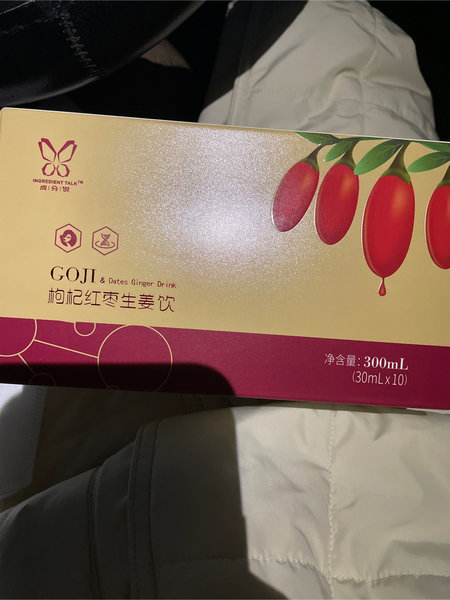 INGREDIENT TALK™
成|分|悦
GOJI & Dates Ginger Drink
枸杞红枣生姜饮
净含量：300mL
(30mL x 10)